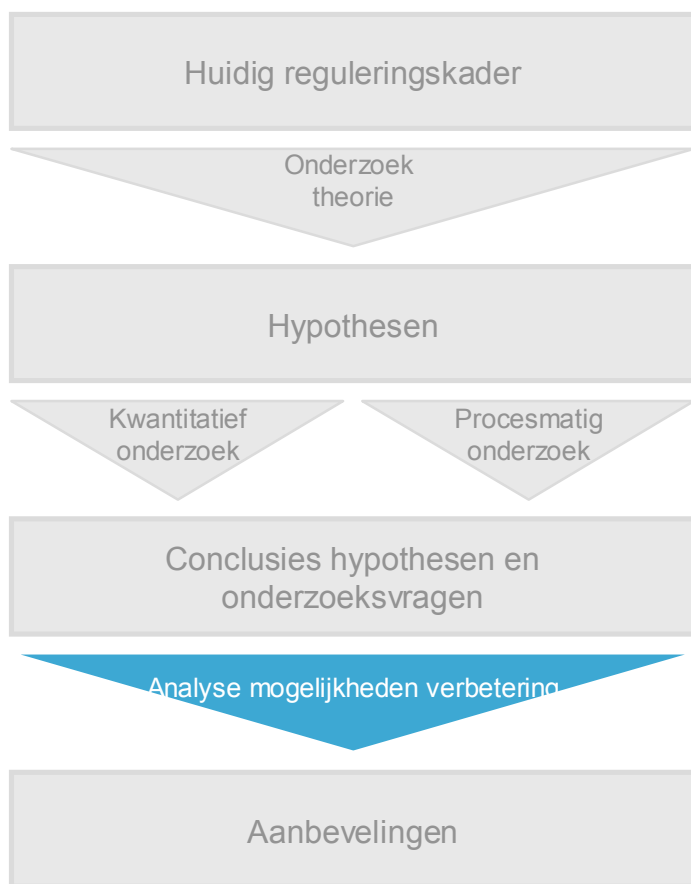 Huidig reguleringskader
Onderzoek
theorie
Hypothesen
Kwantitatief
onderzoek
Procesmatig
onderzoek
Conclusies hypothesen en
onderzoeksvragen
Analyse mogelijkheden verbetering
Aanbevelingen